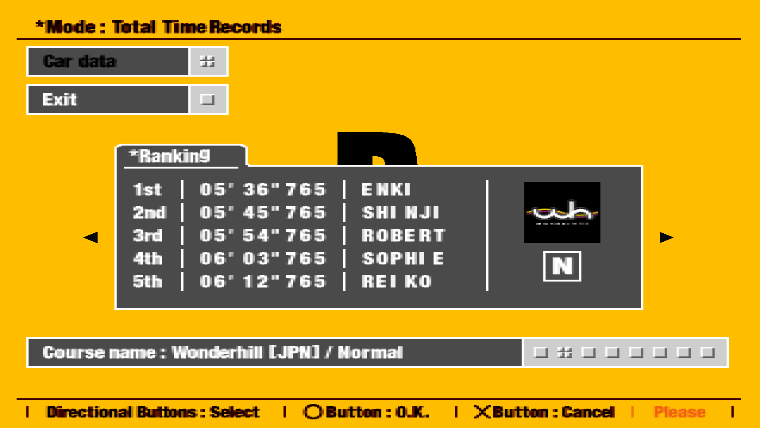 *Mode : Total Time Records
Car data
Exit
*Ranking
1st | 05' 36" 765 | ENKI
2nd | 05' 45" 765 | SHINJI
3rd | 05' 54" 765 | ROBERT
4th | 06' 03" 765 | SOPHIE
5th | 06' 12" 765 | REIKO
N
Course name : Wonderhill [JPN] / Normal
| Directional Buttons : Select | ○Button : O.K. | ×Button : Cancel | Please |